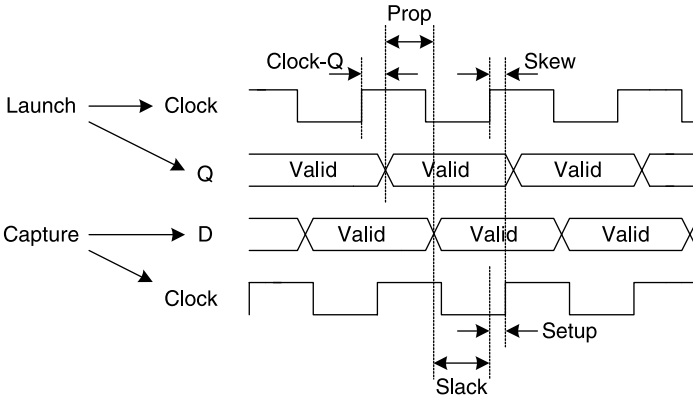 Prop
Clock-Q
Skew
Launch
Clock
Q
Valid Valid Valid
Capture
D
Valid Valid Valid
Clock
Setup
Slack